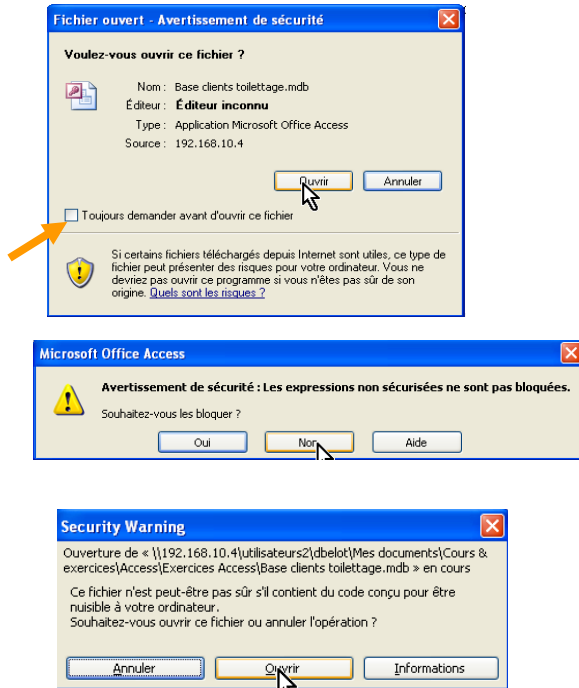 Fichier ouvert - Avertissement de sécurité
Voulez-vous ouvrir ce fichier ?
Nom : Base clients toilettage.mdb
Éditeur : Éditeur inconnu
Type : Application Microsoft Office Access
Source : 192.168.10.4
Ouvrir Annuler
Toujours demander avant d'ouvrir ce fichier
Si certains fichiers téléchargés depuis Internet sont utiles, ce type de
fichier peut présenter des risques pour votre ordinateur. Vous ne
devriez pas ouvrir ce programme si vous n'êtes pas sûr de son
origine. Quels sont les risques ?
Microsoft Office Access
Avertissement de sécurité : Les expressions non sécurisées ne sont pas bloquées.
Souhaitez-vous les bloquer ?
Oui Non Aide
Security Warning
Ouverture de « \\192.168.10.4\utilisateurs2\dbelot\Mes documents\Cours &
exercices\Access\Exercices Access\Base clients toilettage.mdb » en cours
Ce fichier n'est peut-être pas sûr s'il contient du code conçu pour être
nuisible à votre ordinateur.
Souhaitez-vous ouvrir ce fichier ou annuler l'opération ?
Annuler Ouvrir Informations